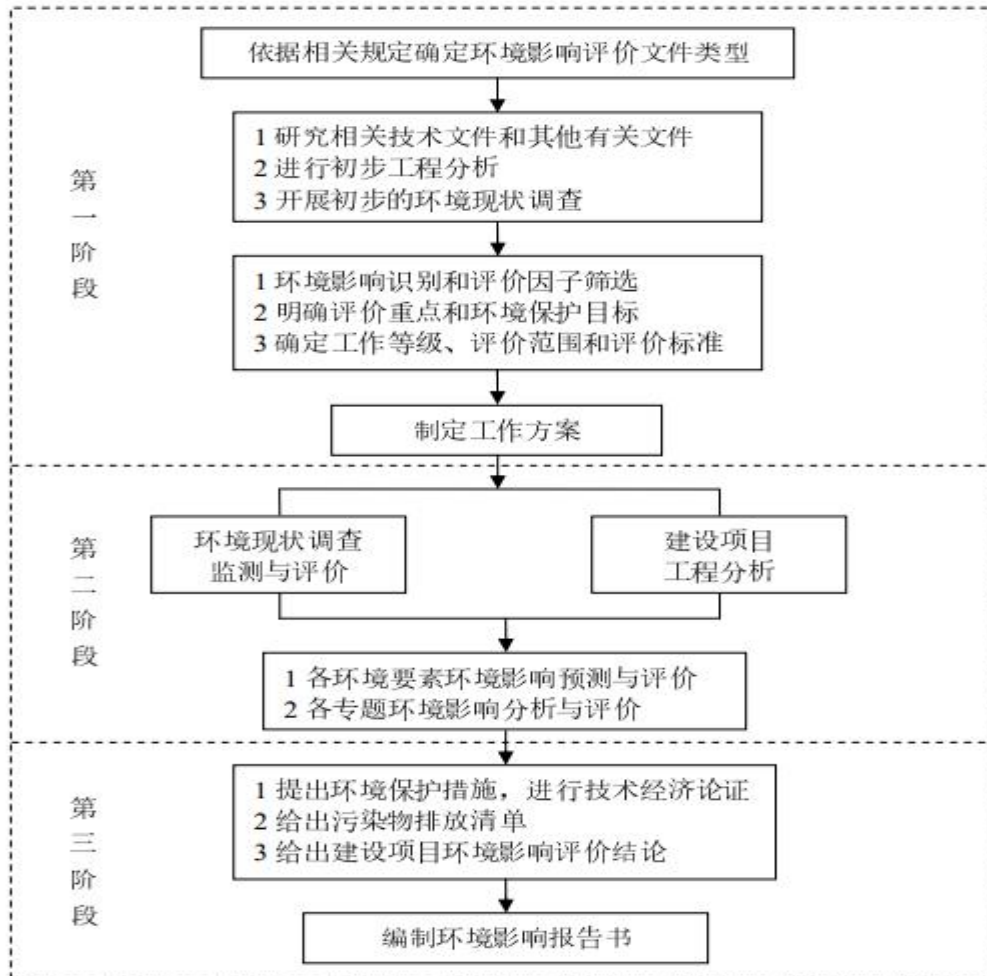 依据相关规定确定环境影响评价文件类型
1 研究相关技术文件和其他有关文件
2 进行初步工程分析
3 开展初步的环境现状调查
第一阶段
1 环境影响识别和评价因子筛选
2 明确评价重点和环境保护目标
3 确定工作等级、评价范围和评价标准
制定工作方案
第二阶段
环境现状调查
监测与评价
建设项目
工程分析
1 各环境要素环境影响预测与评价
2 各专题环境影响分析与评价
第三阶段
1 提出环境保护措施，进行技术经济论证
2 给出污染物排放清单
3 给出建设项目环境影响评价结论
编制环境影响报告书